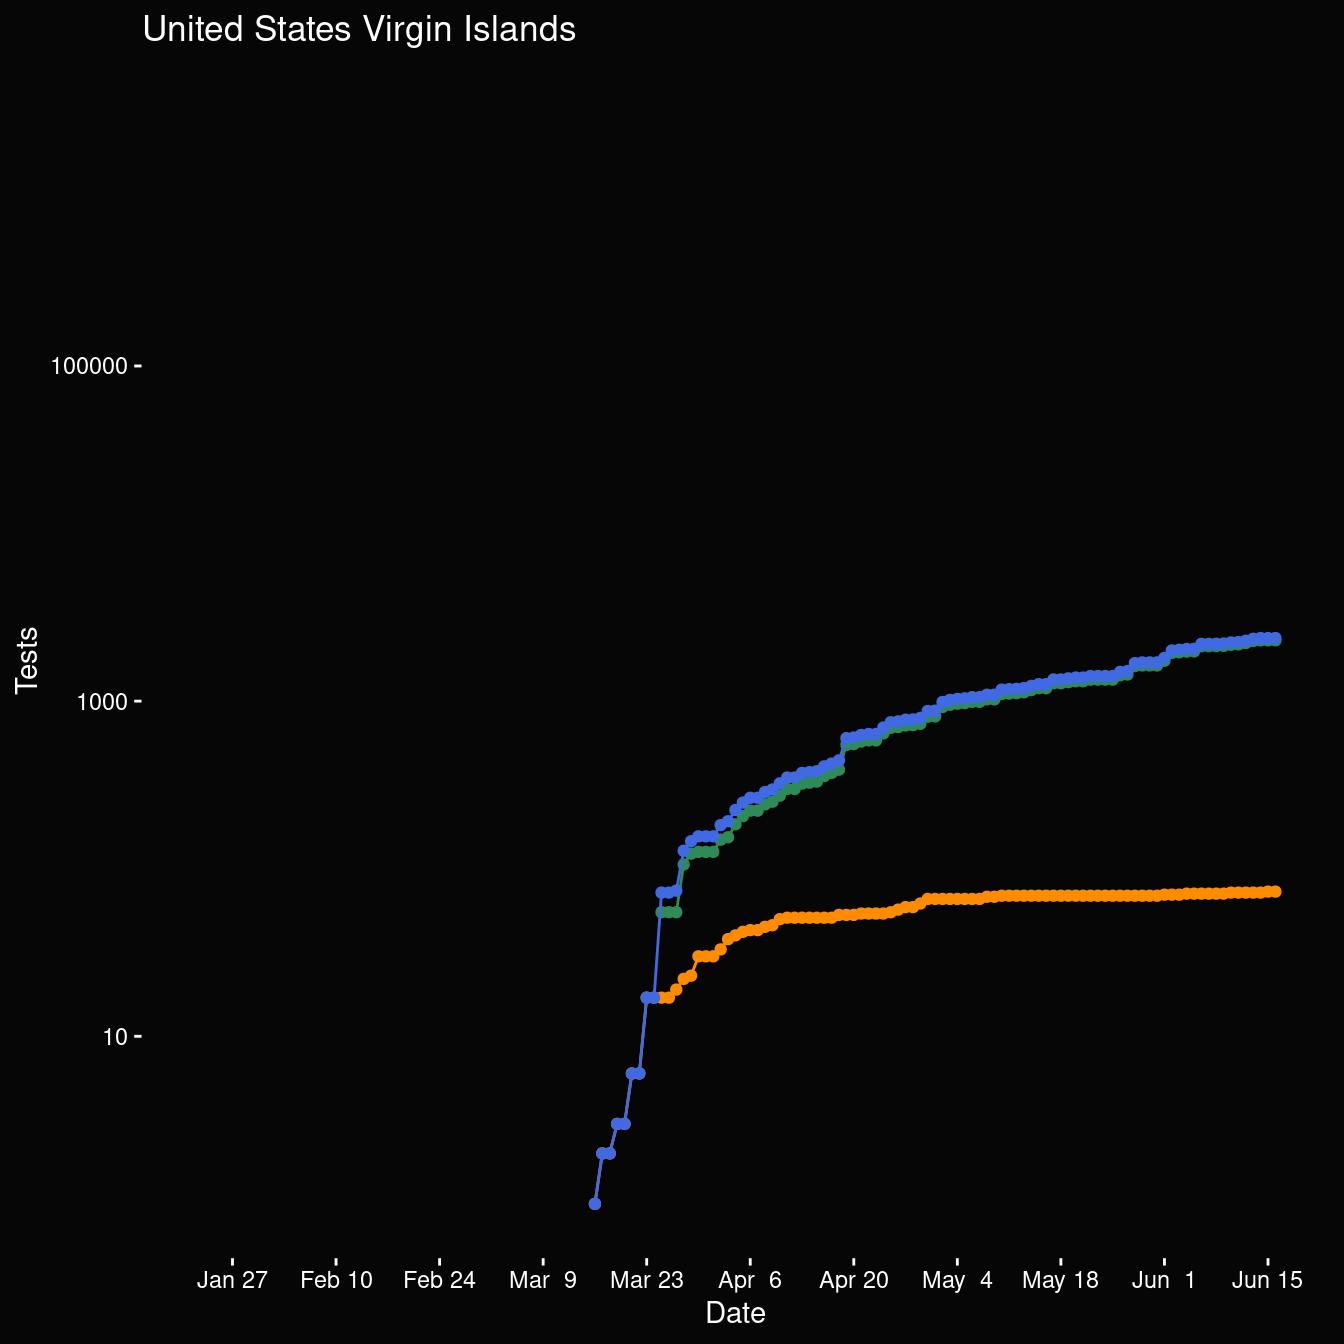 United States Virgin Islands
100000
1000
10
Tests
Jan 27 Feb 10 Feb 24 Mar  9 Mar 23 Apr  6 Apr 20 May  4 May 18 Jun  1 Jun 15
Date